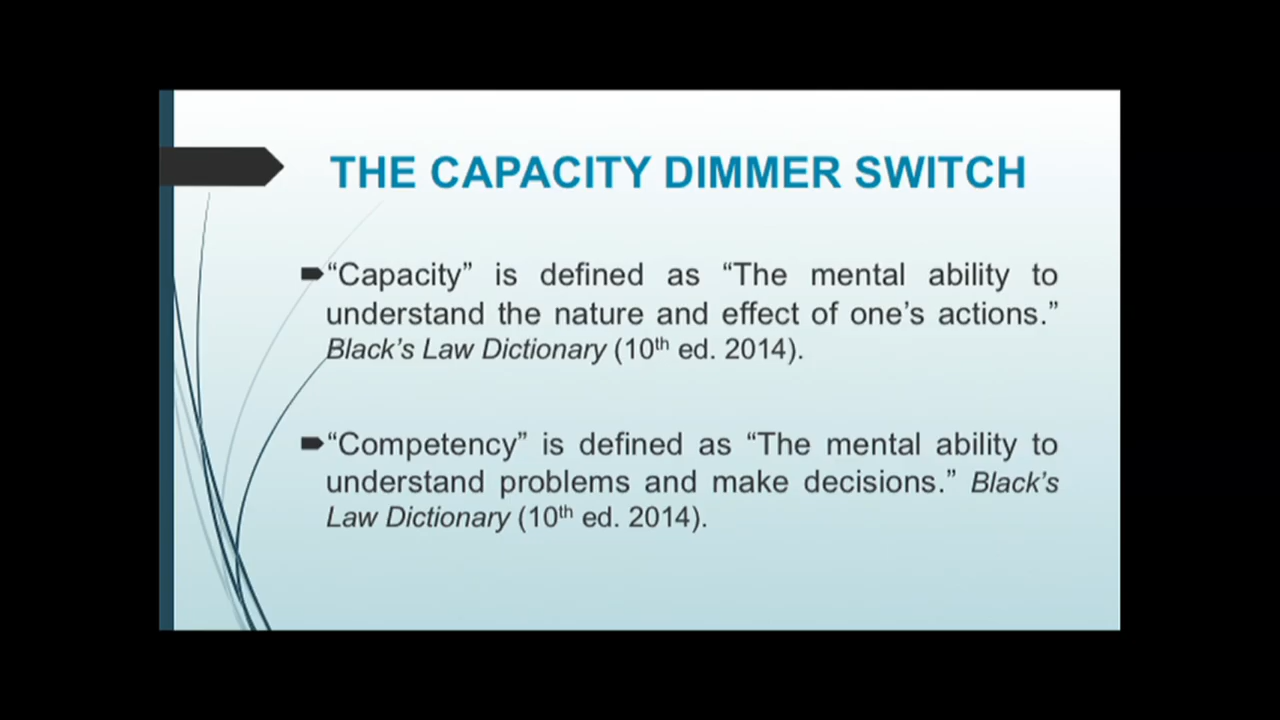 THE CAPACITY DIMMER SWITCH
“Capacity” is defined as “The mental ability to
understand the nature and effect of one’s actions.”
Black’s Law Dictionary (10th ed. 2014).
“Competency” is defined as “The mental ability to
understand problems and make decisions.” Black’s
Law Dictionary (10th ed. 2014).